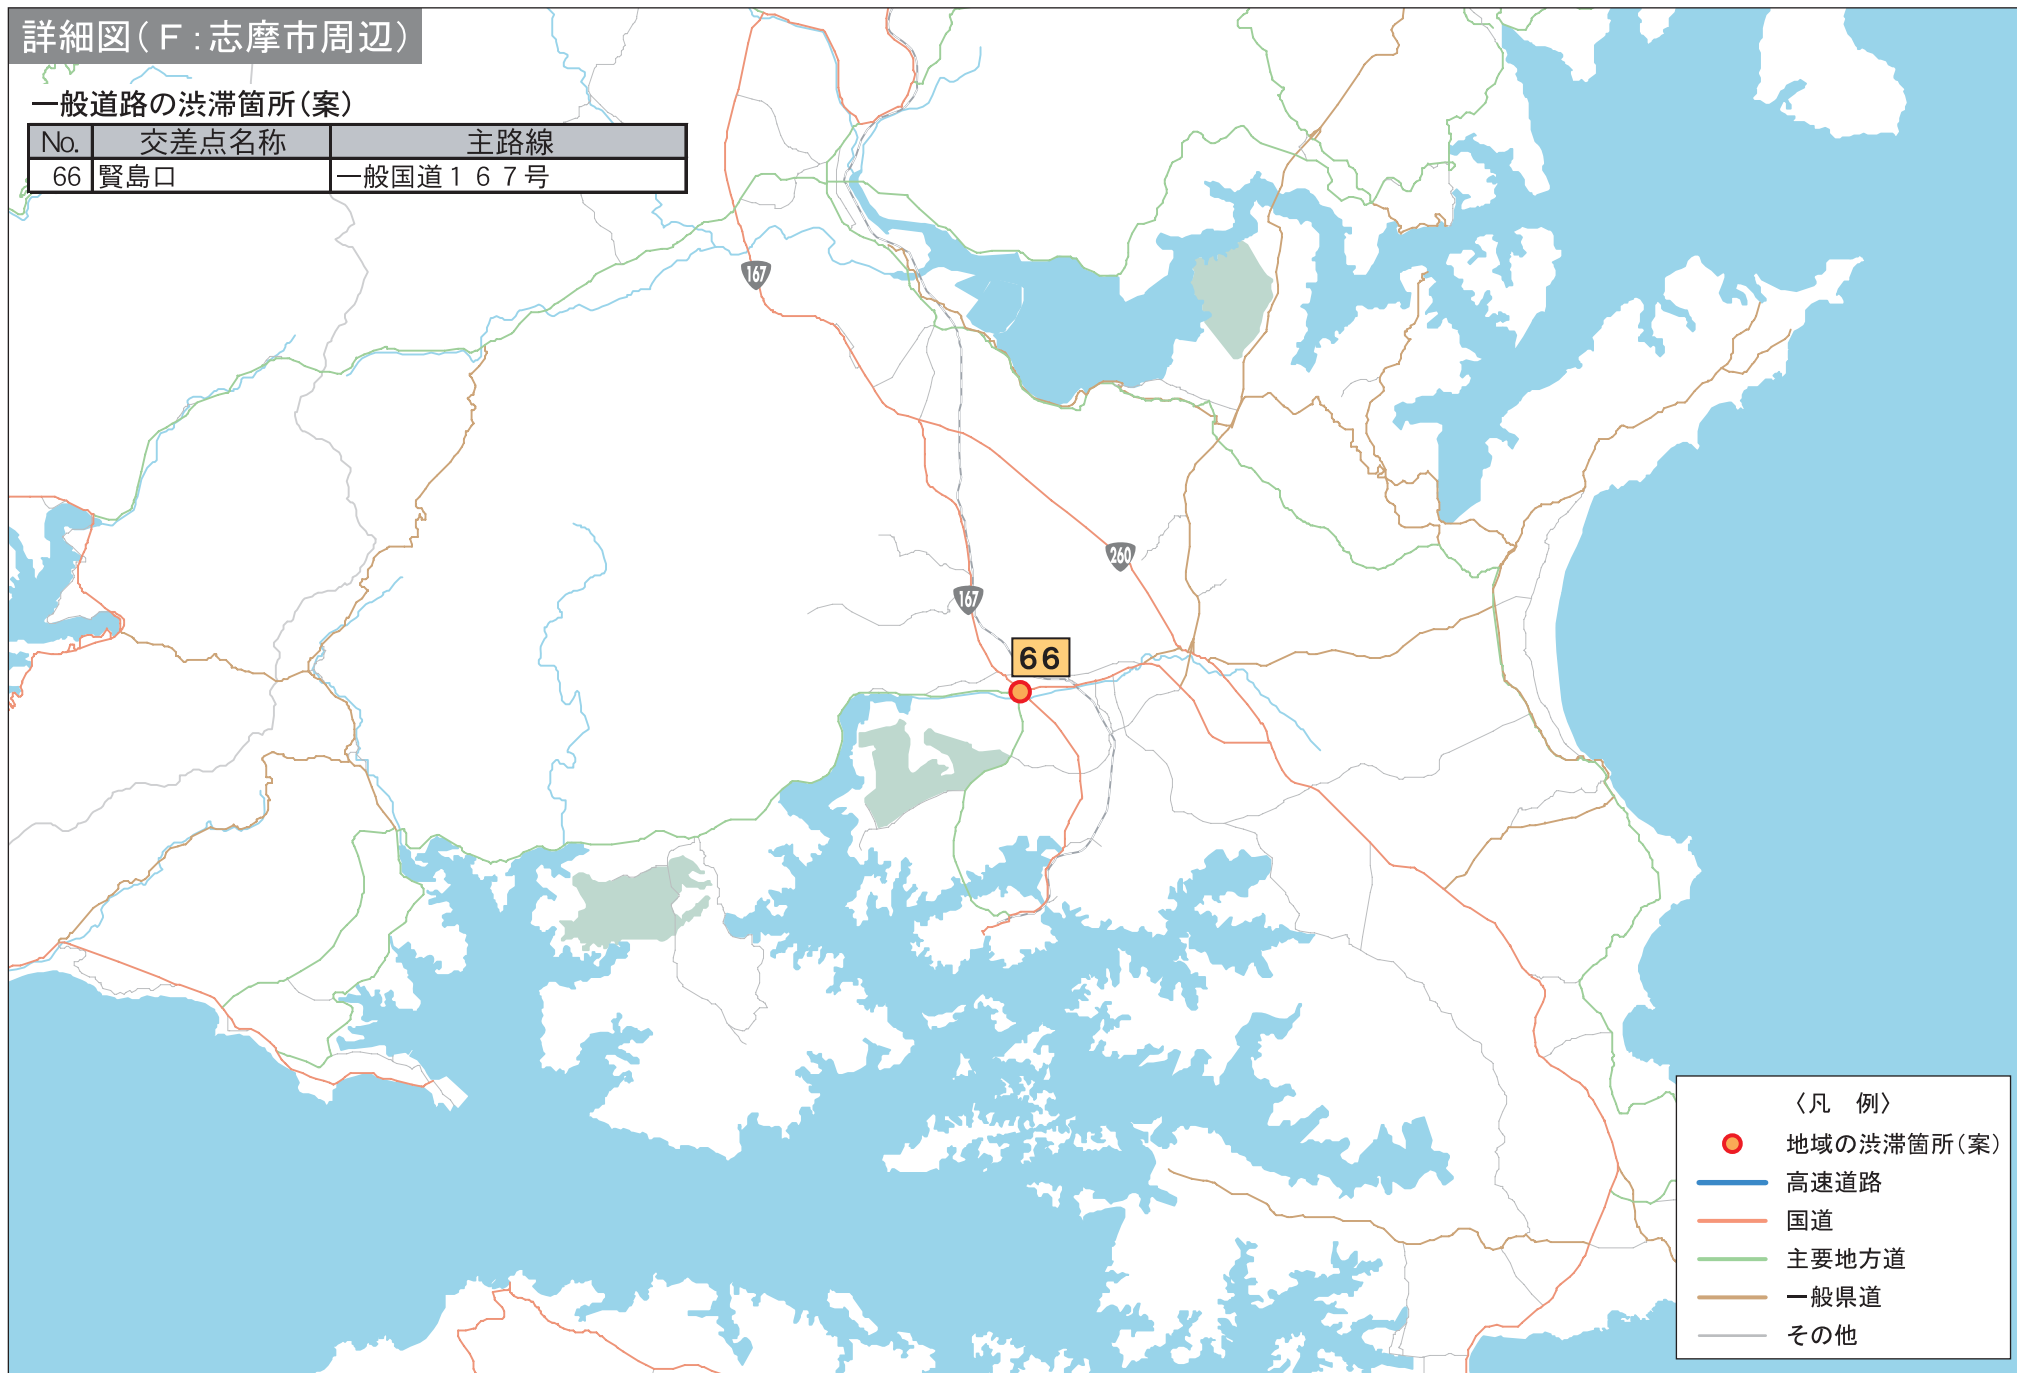 詳細図(F:志摩市周辺)
一般道路の渋滞箇所(案)
No. 交差点名称 主路線
66 賢島口 一般国道167号
167
260
167
66
〈凡 例〉
地域の渋滞箇所(案)
高速道路
国道
主要地方道
一般県道
その他